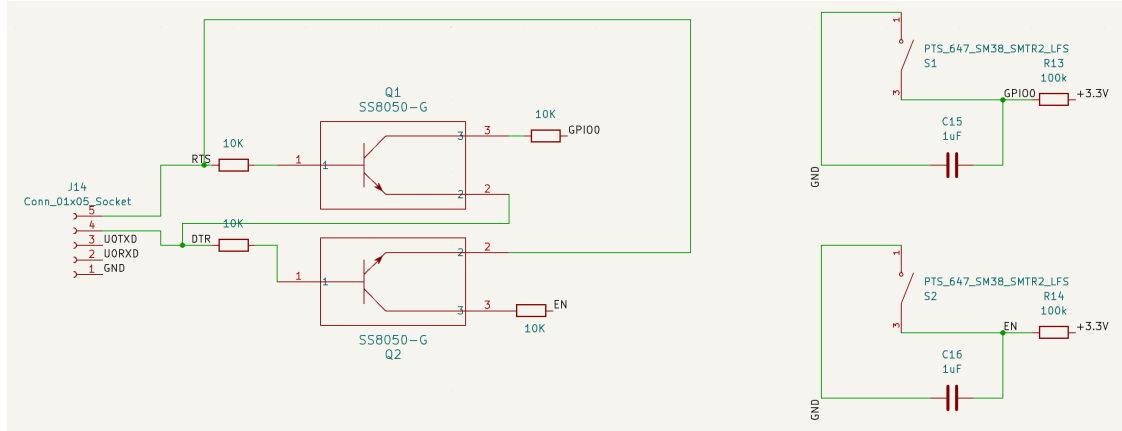 Q1
SS8050-G
10K
RTS
1
1
3
3
10K
GPIO0
2
2
J14
Conn_01x05_Socket
5
4
3
U0TXD
2
U0RXD
1
GND
10K
DTR
1
1
2
2
3
3
EN
10K
SS8050-G
Q2
1
PTS_647_SM38_SMTR2_LFS
S1
3
R13
100k
GPIO0
+3.3V
C15
1uF
GND
1
PTS_647_SM38_SMTR2_LFS
S2
3
R14
100k
EN
+3.3V
C16
1uF
GND